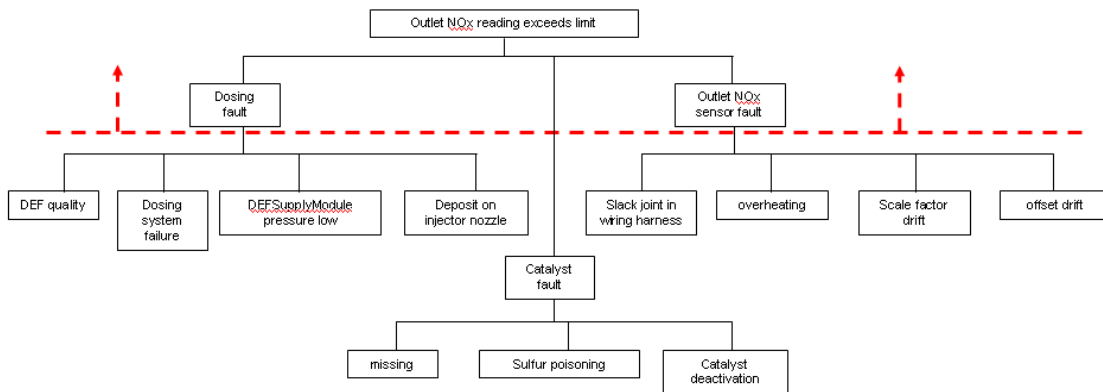 Outlet NOx reading exceeds limit
Dosing
fault
Outlet NOx
sensor fault
DEF quality
Dosing
system
failure
DEFSupplyModule
pressure low
Deposit on
injector nozzle
Slack joint in
wiring harness
overheating
Scale factor
drift
offset drift
Catalyst
fault
missing
Sulfur poisoning
Catalyst
deactivation